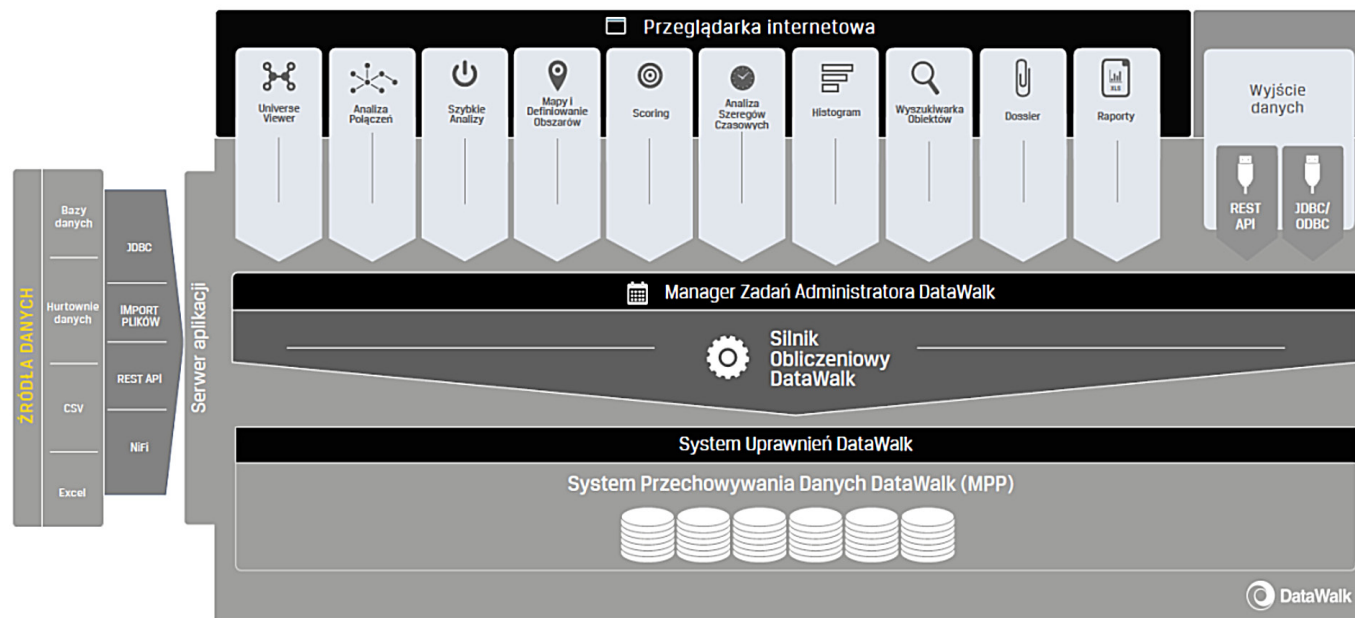 Przeglądarka internetowa
Universe
Viewer
Analiza
Połączeń
Szybkie
Analizy
Mapy i
Definiowanie
Obszarów
Scoring
Analiza
Szeregów
Czasowych
Histogram
Wyszukiwarka
Obiektów
Dossier
XLS
Raporty
Wyjście
danych
REST
API
JDBC/
ODBC
ŹRÓDŁA DANYCH
Bazy
danych
Hurtownie
danych
CSV
Excel
JDBC
IMPORT
PLIKÓW
REST API
NiFi
Serwer aplikacji
Manager Zadań Administratora DataWalk
Silnik
Obliczeniowy
DataWalk
System Uprawnień DataWalk
System Przechowywania Danych DataWalk (MPP)
DataWalk